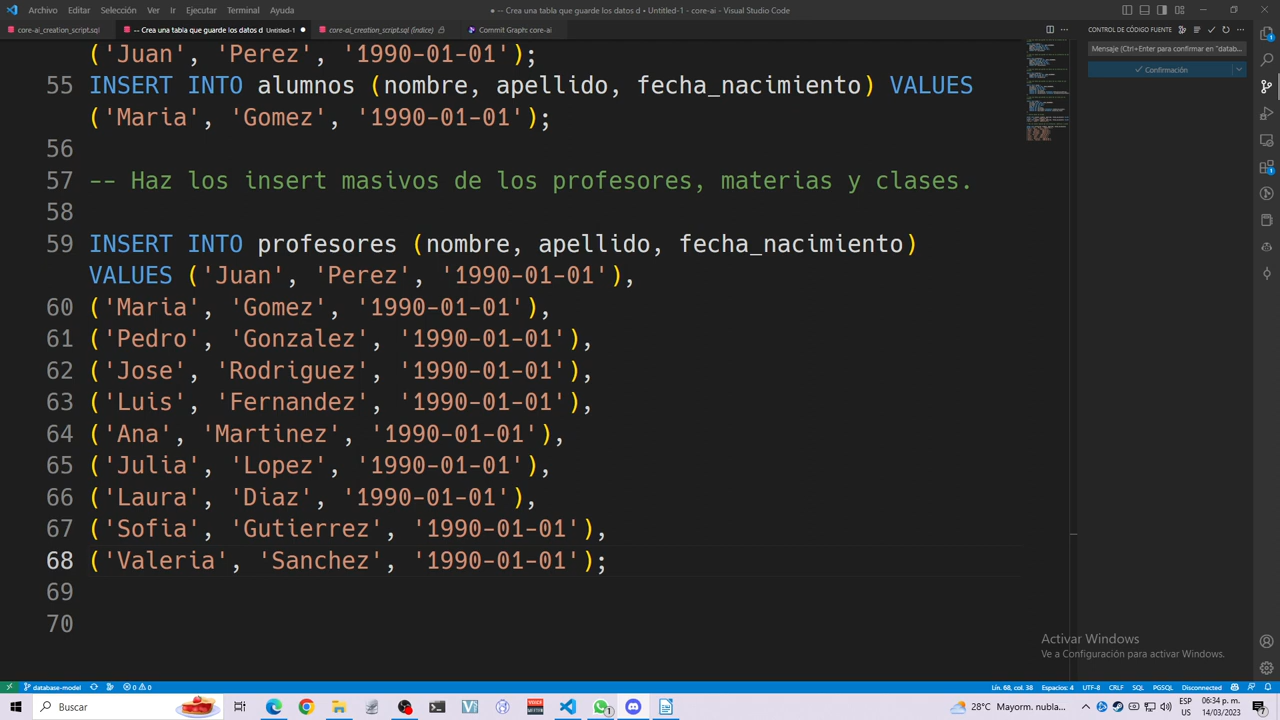 Archivo Editar Selección Ver Ir Ejecutar Terminal Ayuda
● -- Crea una tabla que guarde los datos d • Untitled-1 - core-ai - Visual Studio Code
core-ai_creation_script.sql
-- Crea una tabla que guarde los datos d Untitled-1 ●
core-ai_creation_script.sql (Índice)
Commit Graph: core-ai
CONTROL DE CÓDIGO FUENTE
Mensaje (Ctrl+Enter para confirmar en "datab...
Confirmación
('Juan', 'Perez', '1990-01-01');
55 INSERT INTO alumnos (nombre, apellido, fecha_nacimiento) VALUES
('Maria', 'Gomez', '1990-01-01');
56
57 -- Haz los insert masivos de los profesores, materias y clases.
58
59 INSERT INTO profesores (nombre, apellido, fecha_nacimiento)
VALUES ('Juan', 'Perez', '1990-01-01'),
60 ('Maria', 'Gomez', '1990-01-01'),
61 ('Pedro', 'Gonzalez', '1990-01-01'),
62 ('Jose', 'Rodriguez', '1990-01-01'),
63 ('Luis', 'Fernandez', '1990-01-01'),
64 ('Ana', 'Martinez', '1990-01-01'),
65 ('Julia', 'Lopez', '1990-01-01'),
66 ('Laura', 'Diaz', '1990-01-01'),
67 ('Sofia', 'Gutierrez', '1990-01-01'),
68 ('Valeria', 'Sanchez', '1990-01-01');
69
70
Activar Windows
Ve a Configuración para activar Windows.
database-model 0 0
Lín. 68, col. 38 Espacios: 4 UTF-8 CRLF SQL PGSQL Disconnected
Buscar
28°C Mayorm. nubla...
ESP
US
06:34 p. m.
14/03/2023